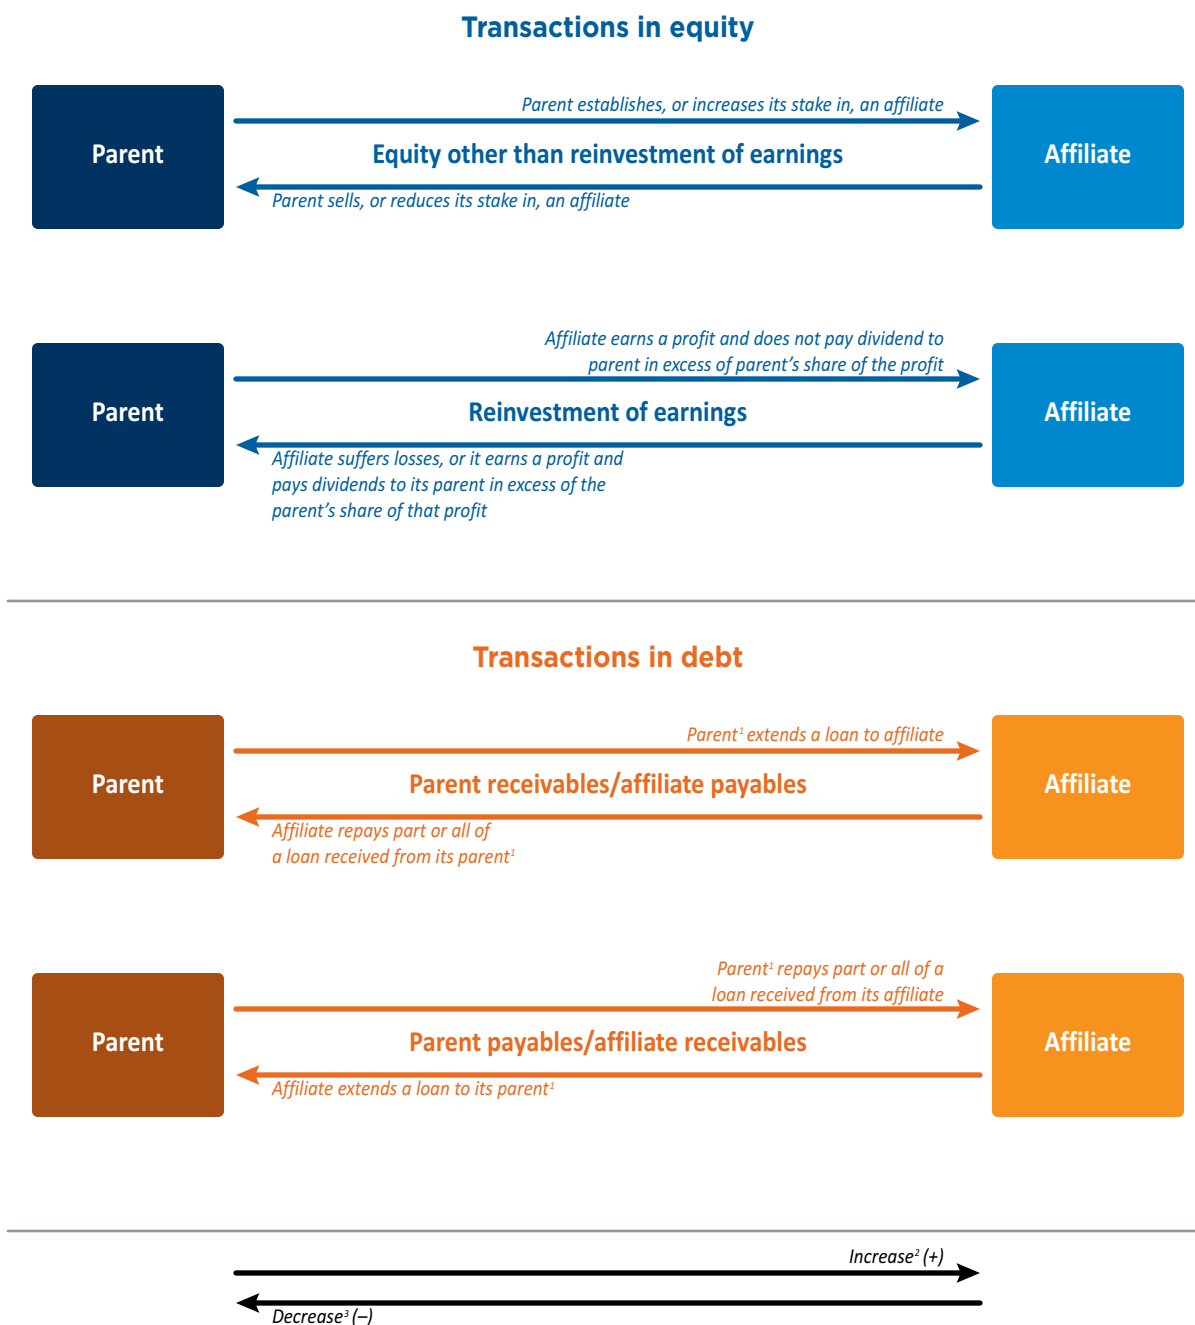 Transactions in equity
Parent establishes, or increases its stake in, an affiliate
Parent
Equity other than reinvestment of earnings
Affiliate
Parent sells, or reduces its stake in, an affiliate
Affiliate earns a profit and does not pay dividend to
parent in excess of parent’s share of the profit
Parent
Reinvestment of earnings
Affiliate
Affiliate suffers losses, or it earns a profit and
pays dividends to its parent in excess of the
parent’s share of that profit
Transactions in debt
Parent¹ extends a loan to affiliate
Parent
Parent receivables/affiliate payables
Affiliate
Affiliate repays part or all of
a loan received from its parent¹
Parent¹ repays part or all of a
loan received from its affiliate
Parent
Parent payables/affiliate receivables
Affiliate
Affiliate extends a loan to its parent¹
Increase² (+)
Decrease³ (–)